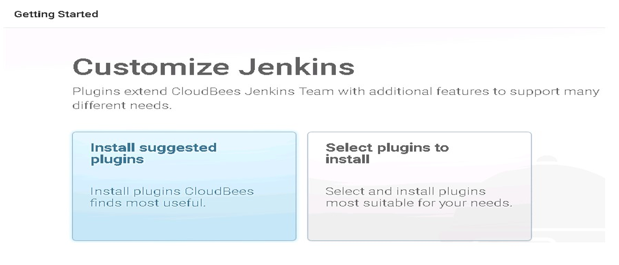 Getting Started
Customize Jenkins
Plugins extend CloudBees Jenkins Team with additional features to support many
different needs.
Install suggested
plugins
Install plugins CloudBees
finds most useful.
Select plugins to
install
Select and install plugins
most suitable for your needs.